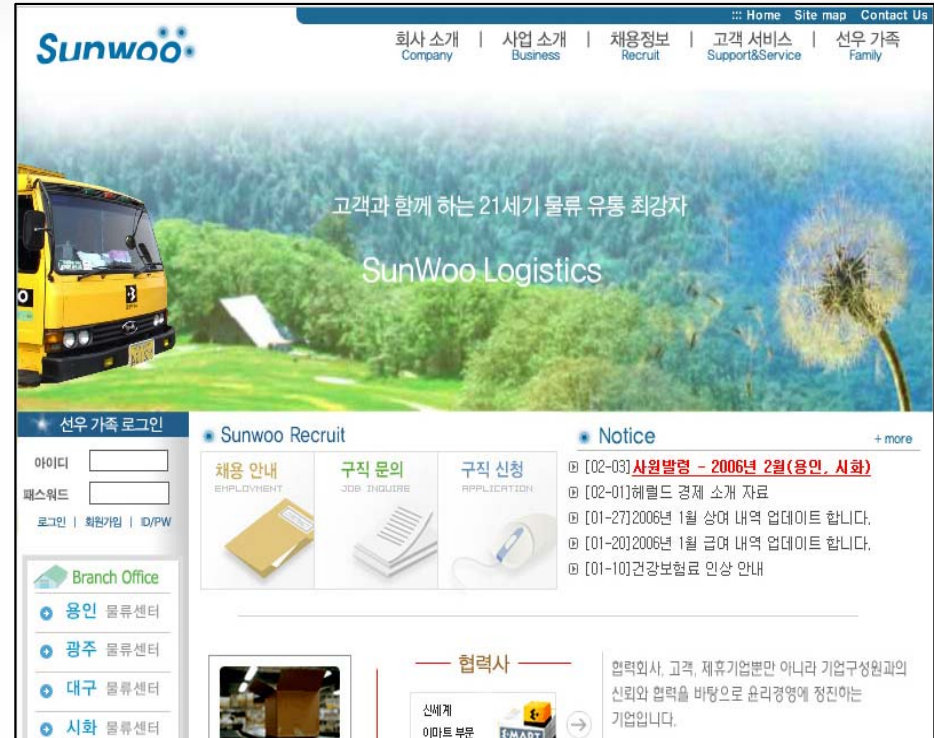 ::: Home Site map Contact Us
Sunwoo
회사 소개 | 사업 소개 | 채용정보 | 고객 서비스 | 선우 가족
Company Business Recruit Support&Service Family
고객과 함께 하는 21세기 물류 유통 최강자
SunWoo Logistics
선우 가족 로그인
아이디
패스워드
로그인 | 회원가입 | ID/PW
Branch Office
용인 물류센터
광주 물류센터
대구 물류센터
시화 물류센터
Sunwoo Recruit
채용 안내
EMPLOYMENT
구직 문의
JOB INQUIRE
구직 신청
APPLICATION
Notice
+ more
[02-03]사원발령 - 2006년 2월(용인, 시화)
[02-01]헤럴드 경제 소개 자료
[01-27]2006년 1월 상여 내역 업데이트 합니다.
[01-20]2006년 1월 급여 내역 업데이트 합니다.
[01-10]건강보험료 인상 안내
협력사
신세계
이마트 부문
E-MART
협력회사, 고객, 제휴기업뿐만 아니라 기업구성원과의
신뢰와 협력을 바탕으로 윤리경영에 정진하는
기업입니다.